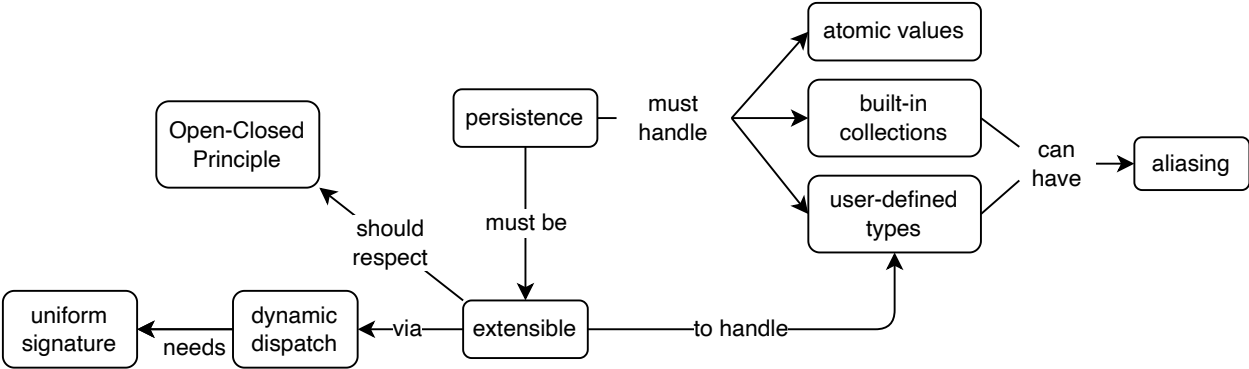 atomic values
persistence
must
handle
built-in
collections
Open-Closed
Principle
can
have
aliasing
user-defined
types
should
respect
must be
uniform
signature
needs
dynamic
dispatch
via
extensible
to handle